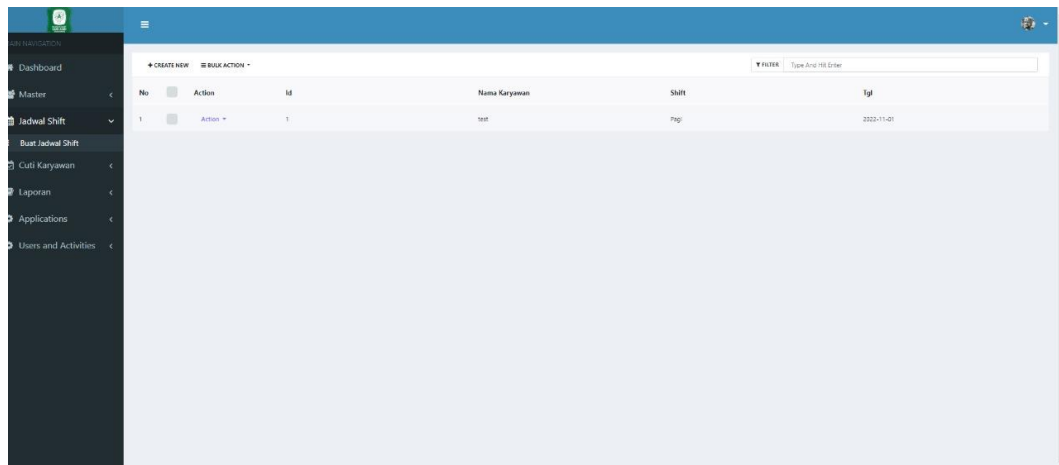 MAIN NAVIGATION
Dashboard
Master
Jadwal Shift
Buat Jadwal Shift
Cuti Karyawan
Laporan
Applications
Users and Activities
CREATE NEW BULK ACTION FILTER Type And Hit Enter
No Action Id Nama Karyawan Shift Tgl
1 Action 1 test Pagi 2022-11-01